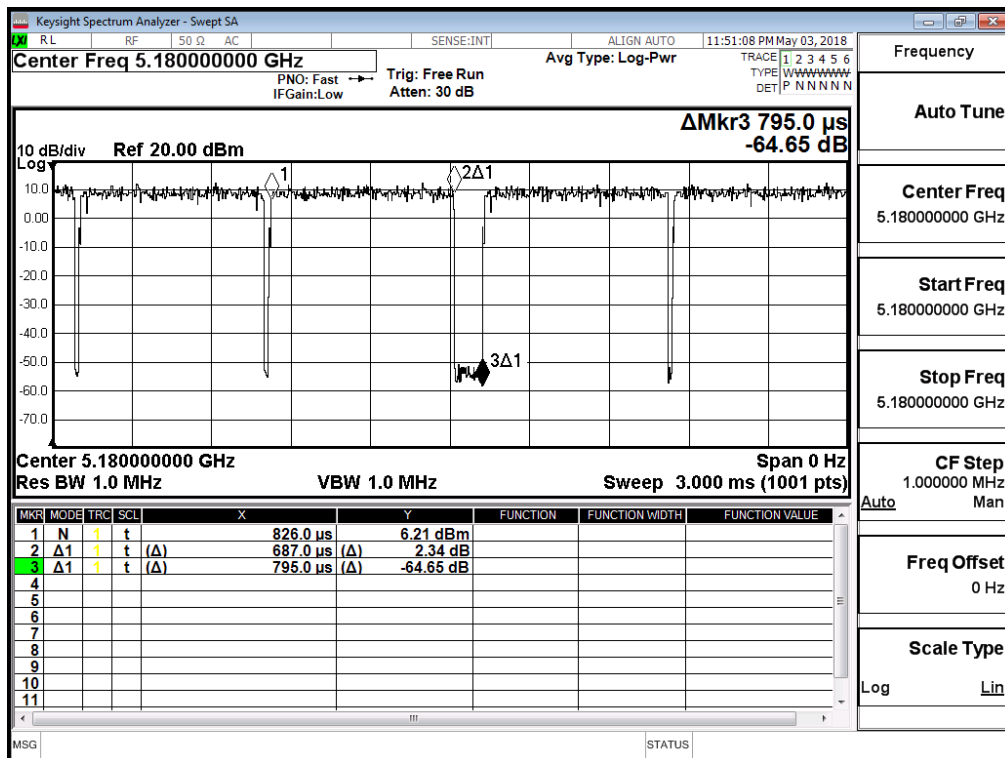 Keysight Spectrum Analyzer - Swept SA
LXI RL RF 50 Ω AC SENSE:INT ALIGN AUTO 11:51:08 PM May 03, 2018
Center Freq 5.180000000 GHz
PNO: Fast
IFGain:Low
Trig: Free Run
Atten: 30 dB
Avg Type: Log-Pwr
TRACE 1 2 3 4 5 6
TYPE WWWWWW
DET P N N N N N
ΔMkr3 795.0 µs
-64.65 dB
10 dB/div Ref 20.00 dBm
Log
1
2Δ1
10.0
0.00
-10.0
-20.0
-30.0
-40.0
-50.0
3Δ1
-60.0
-70.0
Center 5.180000000 GHz Span 0 Hz
Res BW 1.0 MHz VBW 1.0 MHz Sweep 3.000 ms (1001 pts)
MKR MODE TRC SCL X Y FUNCTION FUNCTION WIDTH FUNCTION VALUE
1 N 1 t 826.0 µs 6.21 dBm
2 Δ1 1 t (Δ) 687.0 µs (Δ) 2.34 dB
3 Δ1 1 t (Δ) 795.0 µs (Δ) -64.65 dB
4
5
6
7
8
9
10
11
MSG STATUS
Frequency
Auto Tune
Center Freq
5.180000000 GHz
Start Freq
5.180000000 GHz
Stop Freq
5.180000000 GHz
CF Step
1.000000 MHz
Auto Man
Freq Offset
0 Hz
Scale Type
Log Lin